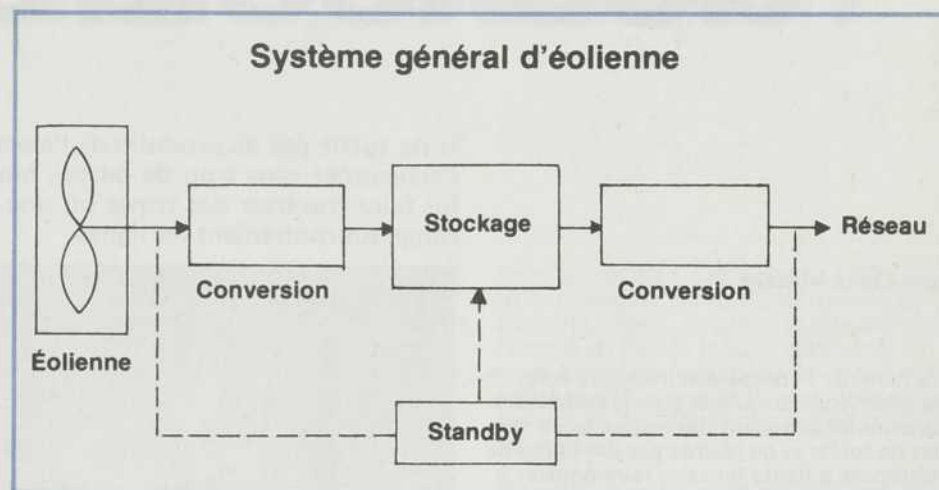 Système général d'éolienne
Stockage
Réseau
Conversion
Conversion
Éolienne
Standby